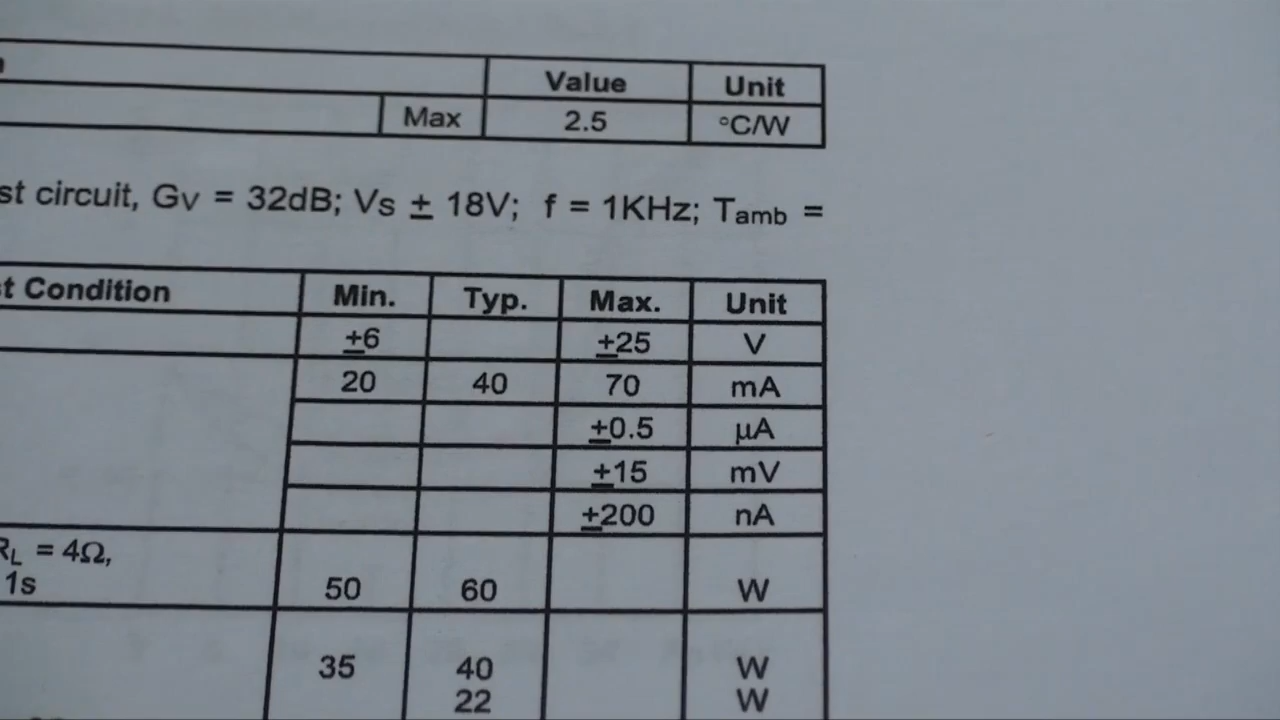 Value Unit
Max 2.5 °C/W
st circuit, GV = 32dB; VS ± 18V; f = 1KHz; Tamb =
t Condition Min. Typ. Max. Unit
±6 ±25 V
20 40 70 mA
±0.5 µA
±15 mV
±200 nA
RL = 4Ω,
1s 50 60 W
35 40 W
22 W